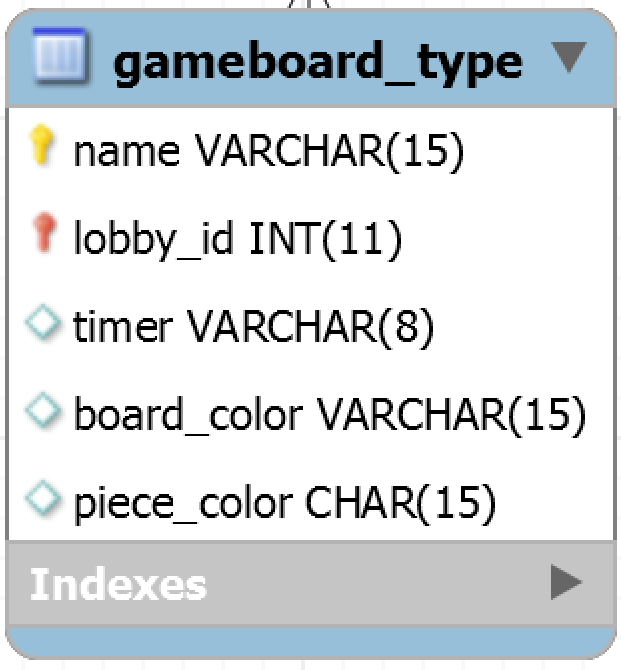 gameboard_type
name VARCHAR(15)
lobby_id INT(11)
timer VARCHAR(8)
board_color VARCHAR(15)
piece_color CHAR(15)
Indexes